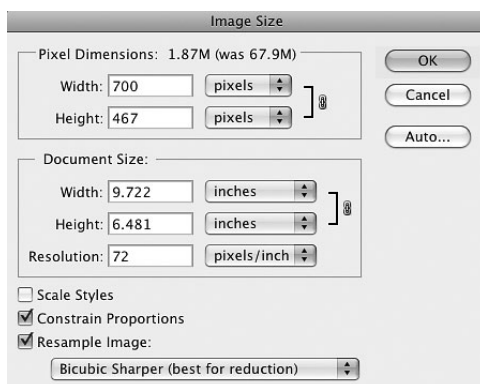 Image Size
Pixel Dimensions: 1.87M (was 67.9M)
Width: 700 pixels
Height: 467 pixels
OK
Cancel
Auto...
Document Size:
Width: 9.722 inches
Height: 6.481 inches
Resolution: 72 pixels/inch
Scale Styles
Constrain Proportions
Resample Image:
Bicubic Sharper (best for reduction)